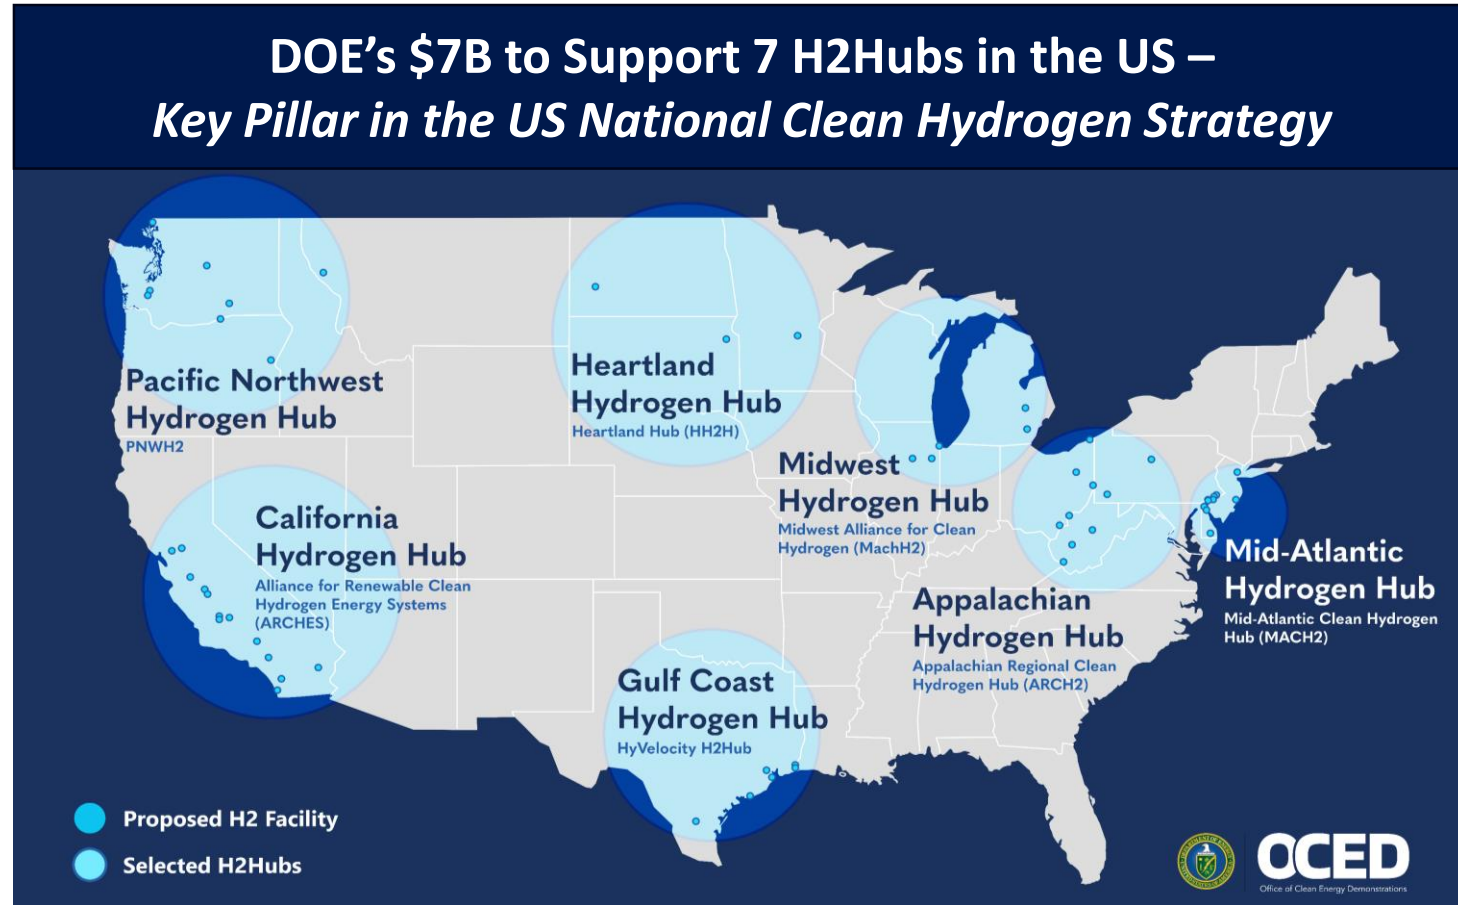 DOE’s $7B to Support 7 H2Hubs in the US –
Key Pillar in the US National Clean Hydrogen Strategy
Pacific Northwest
Hydrogen Hub
PNWH2
Heartland
Hydrogen Hub
Heartland Hub (HH2H)
Midwest
Hydrogen Hub
Midwest Alliance for Clean
Hydrogen (MachH2)
California
Hydrogen Hub
Alliance for Renewable Clean
Hydrogen Energy Systems
(ARCHES)
Mid-Atlantic
Hydrogen Hub
Mid-Atlantic Clean Hydrogen
Hub (MACH2)
Appalachian
Hydrogen Hub
Appalachian Regional Clean
Hydrogen Hub (ARCH2)
Gulf Coast
Hydrogen Hub
HyVelocity H2Hub
Proposed H2 Facility
Selected H2Hubs
OCED
Office of Clean Energy Demonstrations